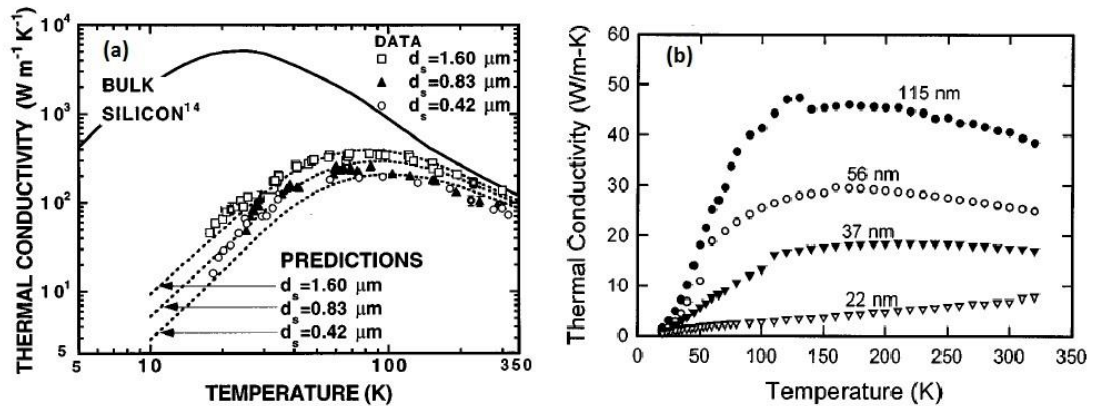 (a)
THERMAL CONDUCTIVITY (W m⁻¹ K⁻¹)
10⁴
10³
10²
10¹
5
5
10
100
350
TEMPERATURE (K)
BULK
SILICON¹⁴
DATA
d_s=1.60 μm
d_s=0.83 μm
d_s=0.42 μm
PREDICTIONS
d_s=1.60 μm
d_s=0.83 μm
d_s=0.42 μm
(b)
Thermal Conductivity (W/m-K)
60
50
40
30
20
10
0
0
50
100
150
200
250
300
350
Temperature (K)
115 nm
56 nm
37 nm
22 nm